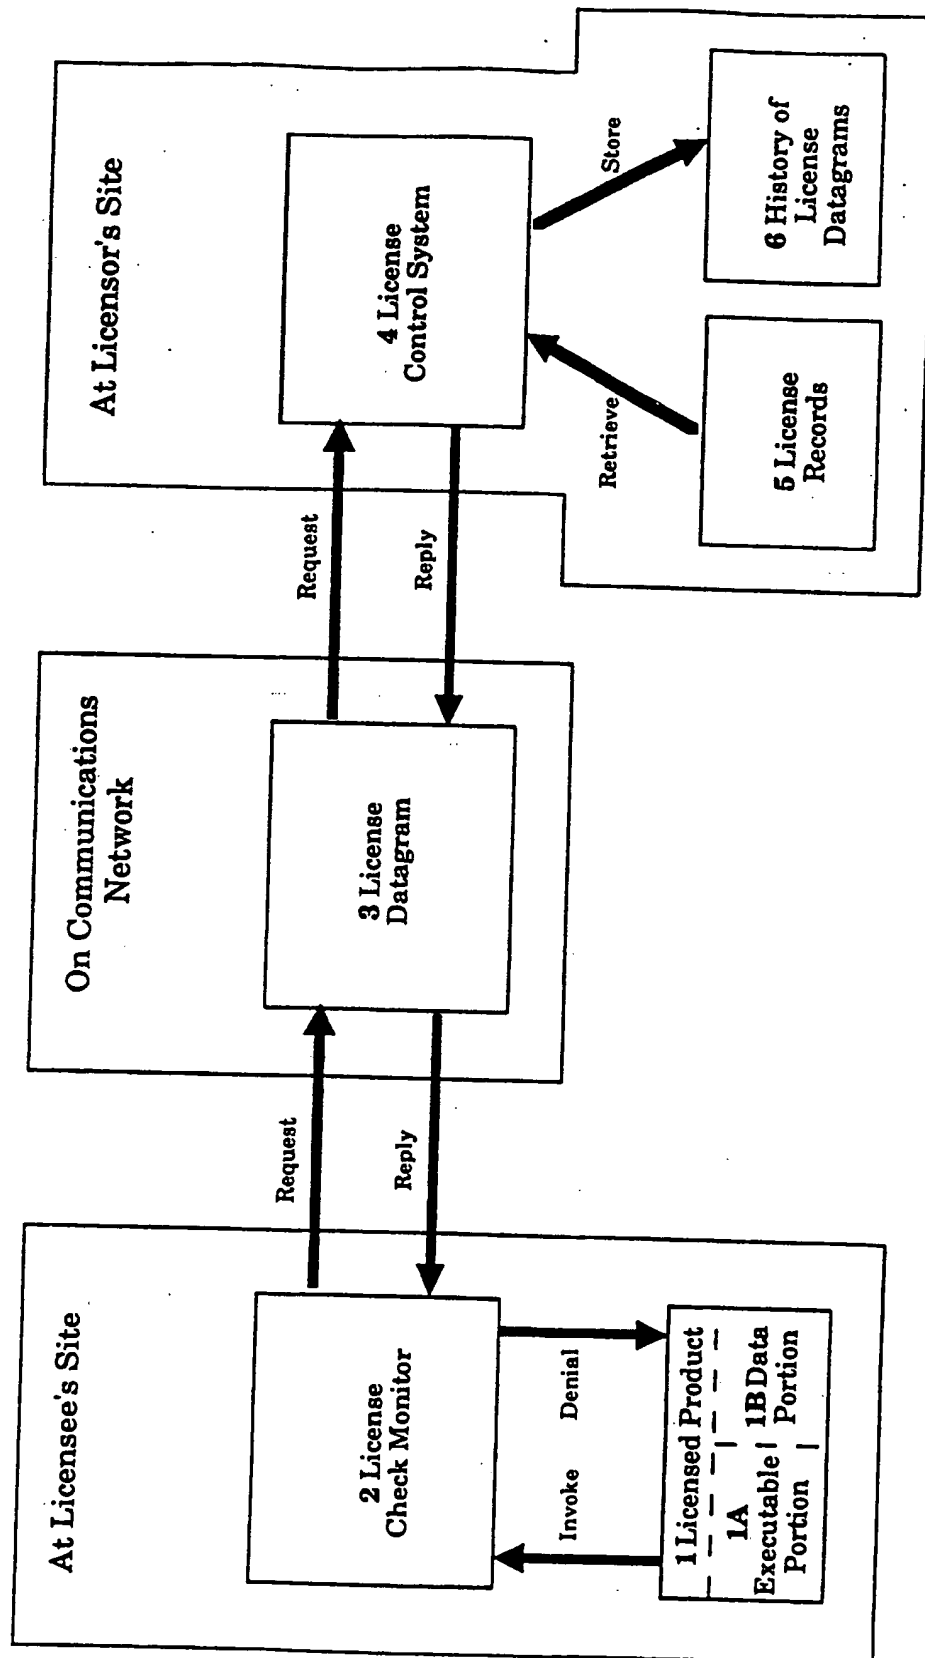 At Licensee's Site
2 License
Check Monitor
Invoke
Denial
1 Licensed Product
1A
Executable
Portion
1B Data
Portion
Request
Reply
On Communications
Network
3 License
Datagram
Request
Reply
At Licensor's Site
4 License
Control System
Retrieve
Store
5 License
Records
6 History of
License
Datagrams